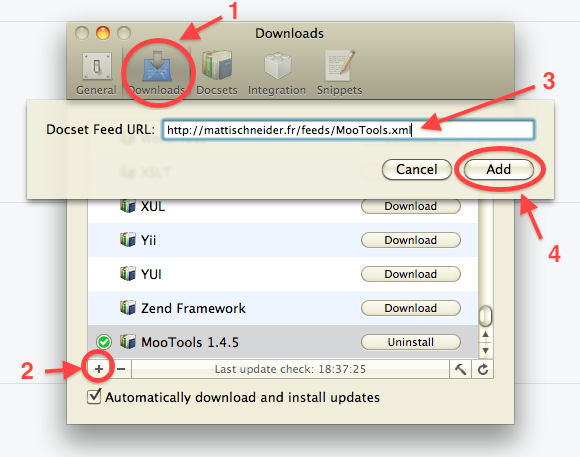 1
Downloads
General Downloads Docsets Integration Snippets
3
Docset Feed URL: http://mattischneider.fr/feeds/MooTools.xml
Cancel Add
XSLT
4
XUL Download
Yii Download
YUI Download
Zend Framework Download
MooTools 1.4.5 Uninstall
2
+ − Last update check: 18:37:25
Automatically download and install updates